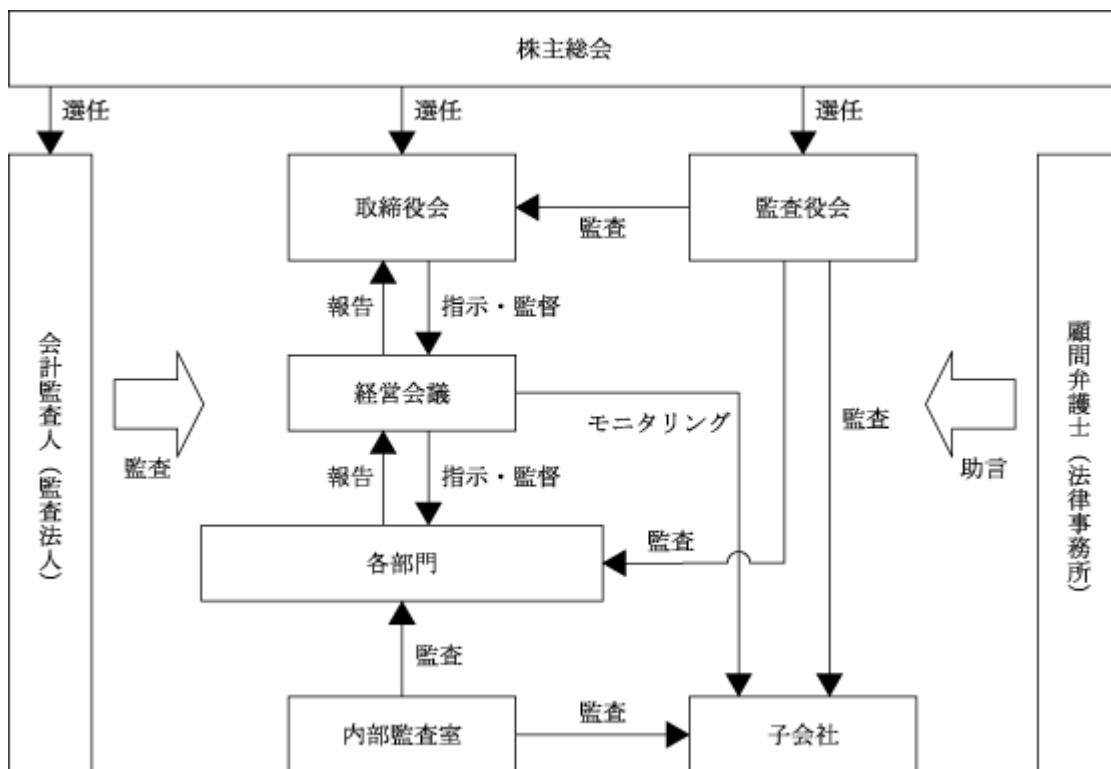 株主総会
選任
選任
選任
取締役会
監査役会
監査
報告
指示・監督
会計監査人（監査法人）
顧問弁護士（法律事務所）
経営会議
モニタリング
監査
監査
助言
報告
指示・監督
監査
各部門
監査
内部監査室
監査
子会社